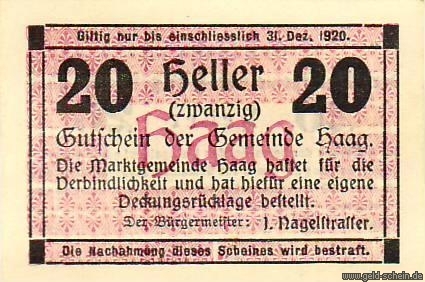 Giltig nur bis einschliesslich 31. Dez. 1920.
20 Heller 20
(zwanzig)
Haag
Gutschein der Gemeinde Haag.
Die Marktgemeinde Haag haftet für die
Verbindlichkeit und hat hiefür eine eigene
Deckungsrücklage bestellt.
Der Bürgermeister: J. Nagelstrasser.
Die Nachahmung dieses Scheines wird bestraft.
www.geld-schein.de